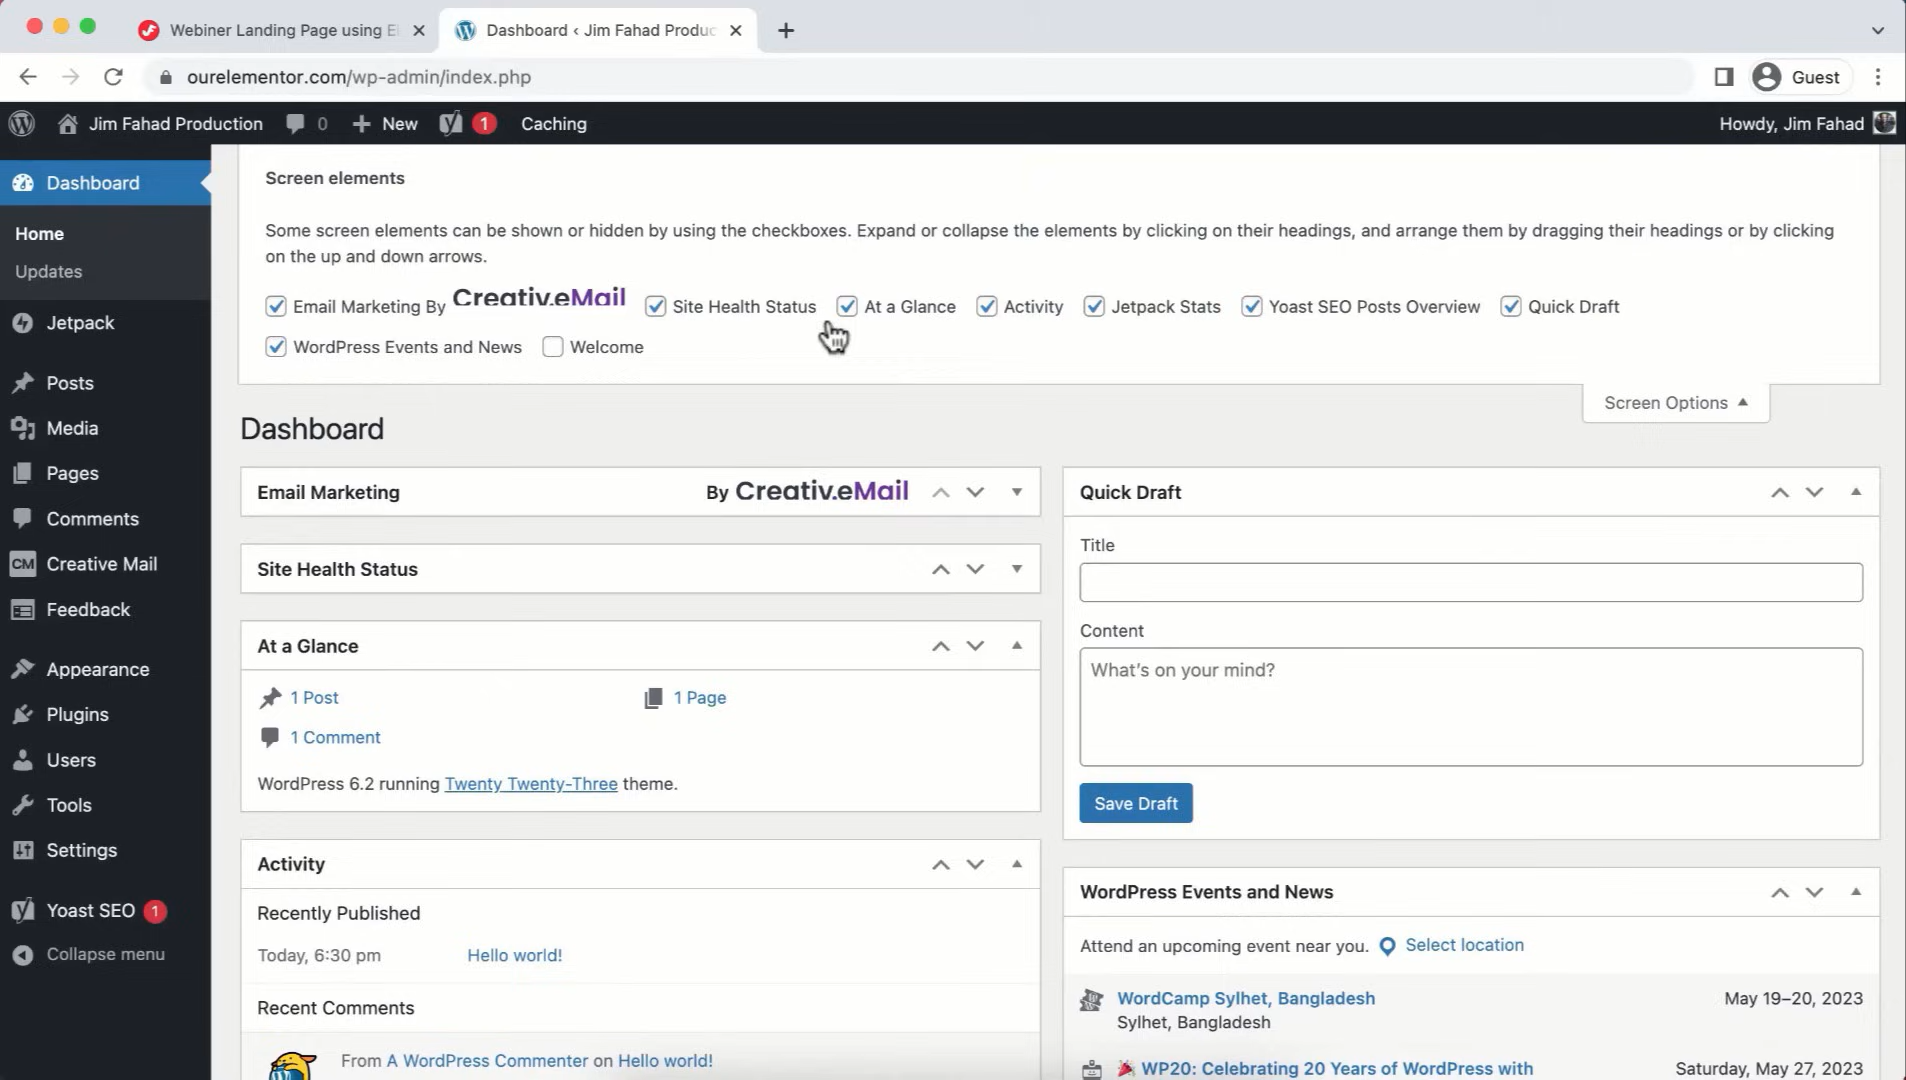 Webiner Landing Page using E
Dashboard ‹ Jim Fahad Produc
ourelementor.com/wp-admin/index.php
Guest
Jim Fahad Production
0
New
1
Caching
Howdy, Jim Fahad
Dashboard
Home
Updates
Jetpack
Posts
Media
Pages
Comments
CM Creative Mail
Feedback
Appearance
Plugins
Users
Tools
Settings
Yoast SEO 1
Collapse menu
Screen elements
Some screen elements can be shown or hidden by using the checkboxes. Expand or collapse the elements by clicking on their headings, and arrange them by dragging their headings or by clicking
on the up and down arrows.
Email Marketing By Creativ.eMail Site Health Status At a Glance Activity Jetpack Stats Yoast SEO Posts Overview Quick Draft
WordPress Events and News Welcome
Screen Options
Dashboard
Email Marketing By Creativ.eMail
Site Health Status
At a Glance
1 Post 1 Page
1 Comment
WordPress 6.2 running Twenty Twenty-Three theme.
Activity
Recently Published
Today, 6:30 pm Hello world!
Recent Comments
From A WordPress Commenter on Hello world!
Quick Draft
Title
Content
What's on your mind?
Save Draft
WordPress Events and News
Attend an upcoming event near you. Select location
WordCamp Sylhet, Bangladesh May 19–20, 2023
Sylhet, Bangladesh
WP20: Celebrating 20 Years of WordPress with Saturday, May 27, 2023